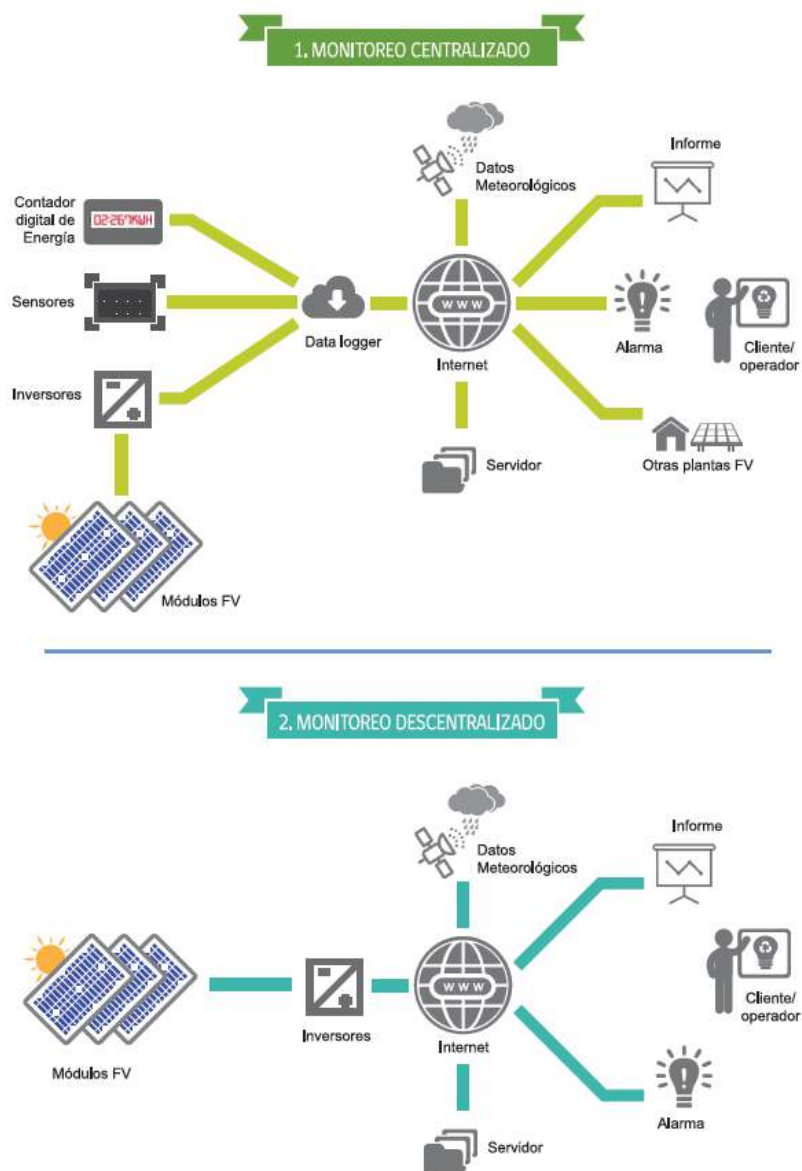 1. MONITOREO CENTRALIZADO
Datos
Meteorológicos
Informe
Contador
digital de
Energía
02-267KWH
Sensores
Data logger
WWW
Internet
Alarma
Cliente/
operador
Inversores
Servidor
Otras plantas FV
Módulos FV
2. MONITOREO DESCENTRALIZADO
Datos
Meteorológicos
Informe
Módulos FV
Inversores
WWW
Internet
Cliente/
operador
Alarma
Servidor